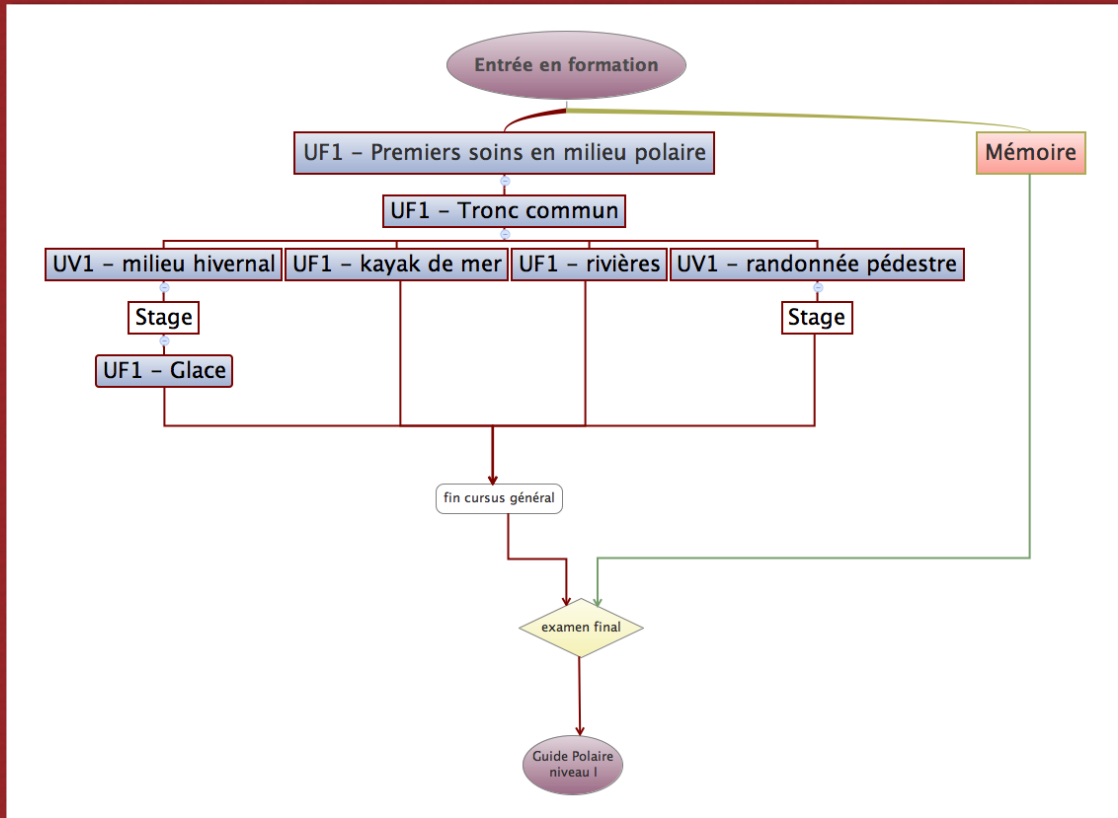 Entrée en formation
UF1 – Premiers soins en milieu polaire
Mémoire
UF1 – Tronc commun
UV1 – milieu hivernal
UF1 – kayak de mer
UF1 – rivières
UV1 – randonnée pédestre
Stage
Stage
UF1 – Glace
fin cursus général
examen final
Guide Polaire
niveau I